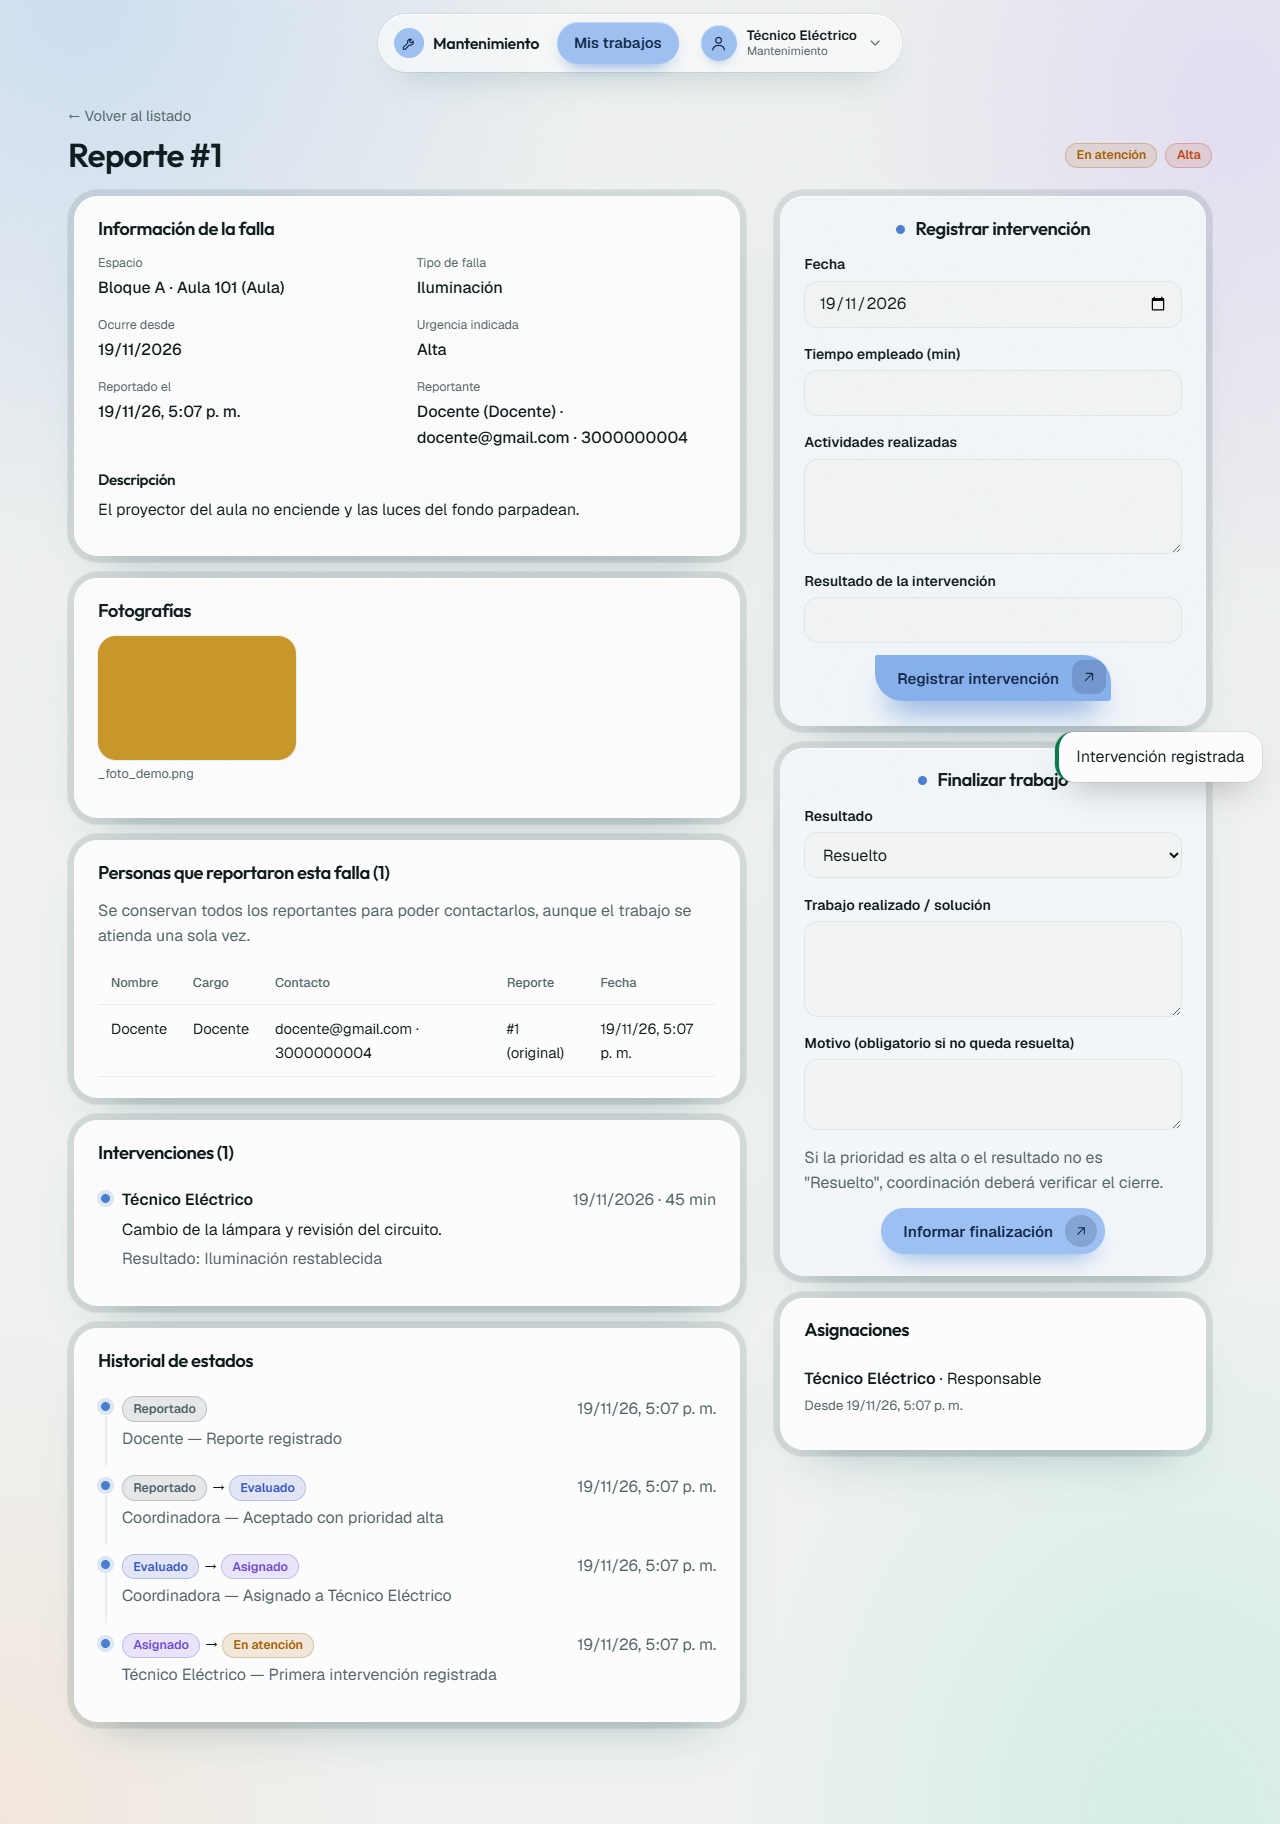 Mantenimiento
Mis trabajos
Técnico Eléctrico
Mantenimiento
← Volver al listado
Reporte #1
En atención
Alta
Información de la falla
Espacio
Bloque A · Aula 101 (Aula)
Tipo de falla
Iluminación
Ocurre desde
19/11/2026
Urgencia indicada
Alta
Reportado el
19/11/26, 5:07 p. m.
Reportante
Docente (Docente) ·
docente@gmail.com · 3000000004
Descripción
El proyector del aula no enciende y las luces del fondo parpadean.
Fotografías
_foto_demo.png
Personas que reportaron esta falla (1)
Se conservan todos los reportantes para poder contactarlos, aunque el trabajo se
atienda una sola vez.
Nombre Cargo Contacto Reporte Fecha
Docente Docente docente@gmail.com · #1 19/11/26, 5:07
3000000004 (original) p. m.
Intervenciones (1)
Técnico Eléctrico 19/11/2026 · 45 min
Cambio de la lámpara y revisión del circuito.
Resultado: Iluminación restablecida
Historial de estados
Reportado 19/11/26, 5:07 p. m.
Docente — Reporte registrado
Reportado → Evaluado 19/11/26, 5:07 p. m.
Coordinadora — Aceptado con prioridad alta
Evaluado → Asignado 19/11/26, 5:07 p. m.
Coordinadora — Asignado a Técnico Eléctrico
Asignado → En atención 19/11/26, 5:07 p. m.
Técnico Eléctrico — Primera intervención registrada
Registrar intervención
Fecha
19/11/2026
Tiempo empleado (min)
Actividades realizadas
Resultado de la intervención
Registrar intervención
Intervención registrada
Finalizar trabajo
Resultado
Resuelto
Trabajo realizado / solución
Motivo (obligatorio si no queda resuelta)
Si la prioridad es alta o el resultado no es
"Resuelto", coordinación deberá verificar el cierre.
Informar finalización
Asignaciones
Técnico Eléctrico · Responsable
Desde 19/11/26, 5:07 p. m.